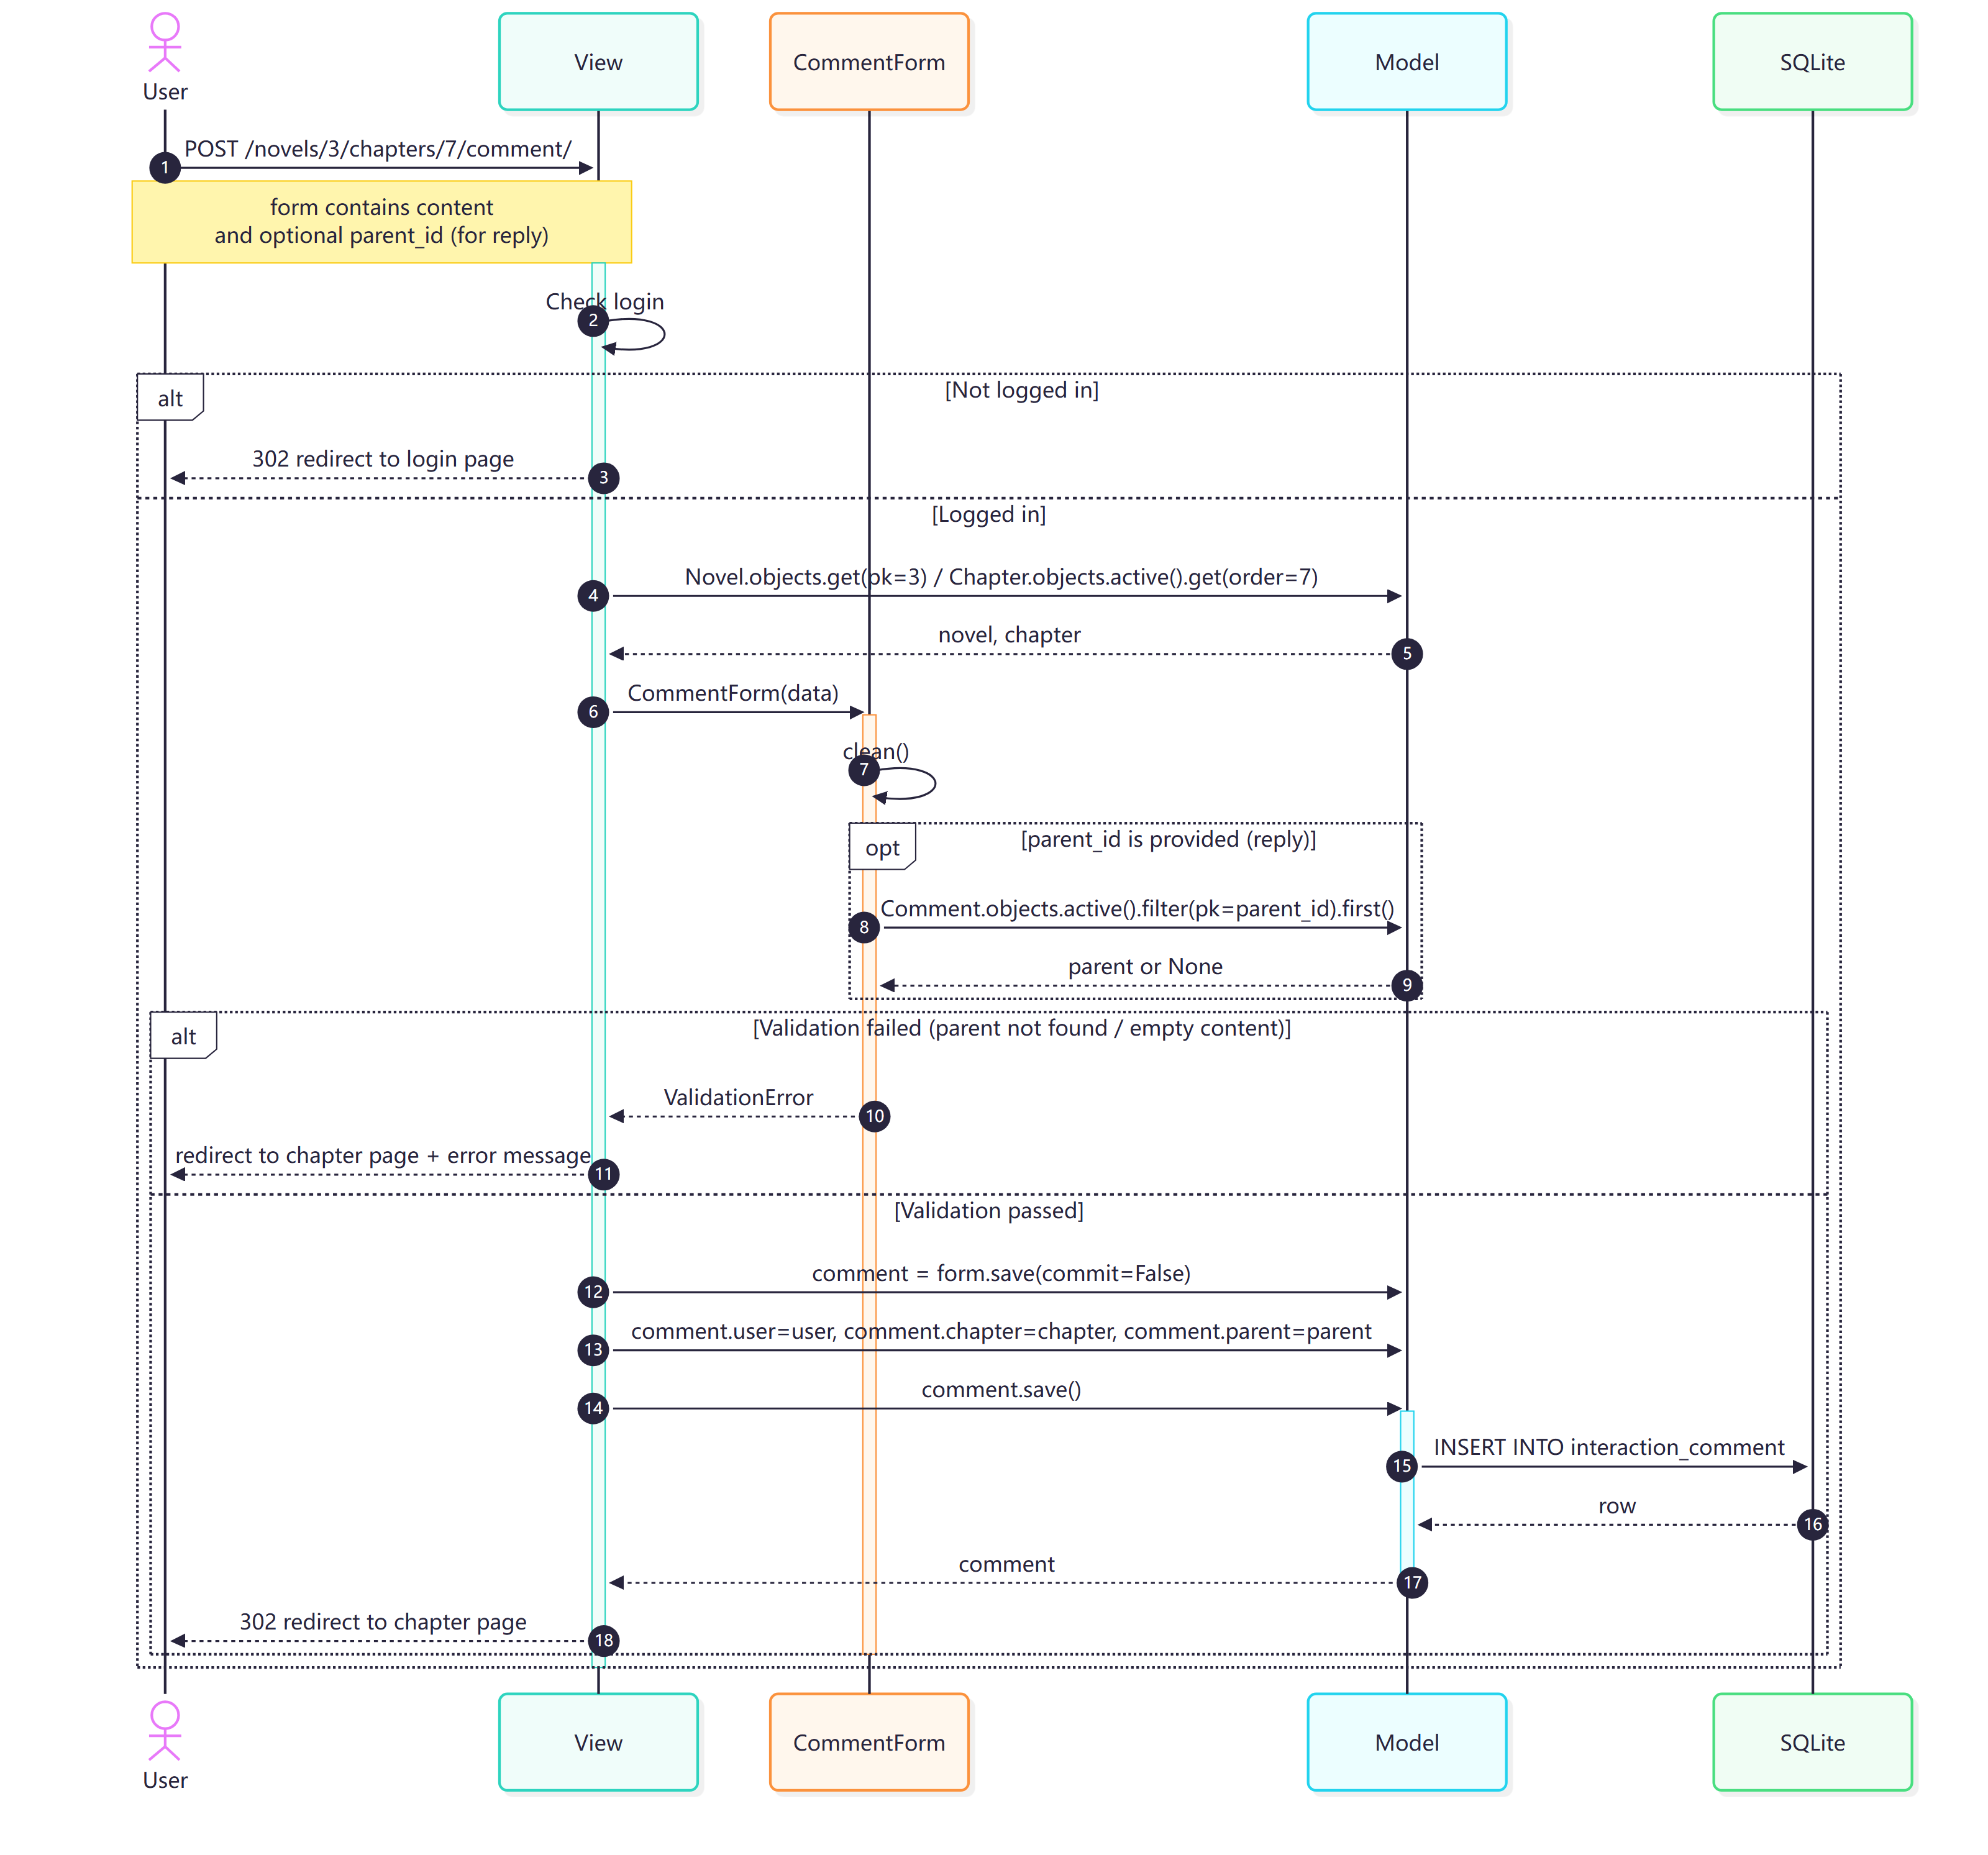 User
View
CommentForm
Model
SQLite
POST /novels/3/chapters/7/comment/
1
form contains content
and optional parent_id (for reply)
Check login
2
alt
[Not logged in]
302 redirect to login page
3
[Logged in]
Novel.objects.get(pk=3) / Chapter.objects.active().get(order=7)
4
novel, chapter
5
CommentForm(data)
6
clean()
7
opt
[parent_id is provided (reply)]
Comment.objects.active().filter(pk=parent_id).first()
8
parent or None
9
alt
[Validation failed (parent not found / empty content)]
ValidationError
10
redirect to chapter page + error message
11
[Validation passed]
comment = form.save(commit=False)
12
comment.user=user, comment.chapter=chapter, comment.parent=parent
13
comment.save()
14
INSERT INTO interaction_comment
15
row
16
comment
17
302 redirect to chapter page
18
User
View
CommentForm
Model
SQLite